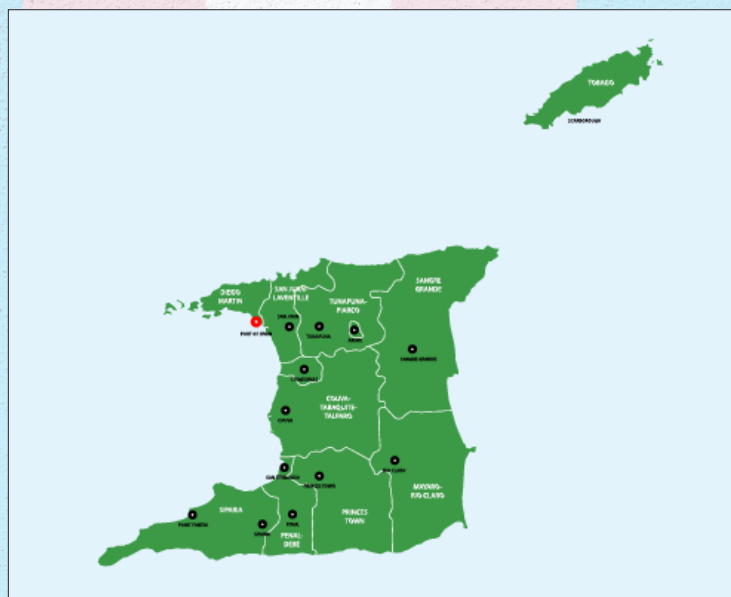 TOBAGO
SCARBOROUGH
SANGRE
GRANDE
DIEGO
MARTIN
SAN JUAN-
LAVENTILLE
TUNAPUNA-
PIARCO
SAN JUAN
PORT OF SPAIN
TUNAPUNA
ARIMA
SANGRE GRANDE
CHAGUANAS
COUVA-
TABAQUITE-
TALPARO
COUVA
RIO CLARO
SAN FERNANDO
PRINCES TOWN
MAYARO-
RIO CLARO
SIPARIA
POINT FORTIN
PENAL
PRINCES
TOWN
SIPARIA
PENAL-
DEBE